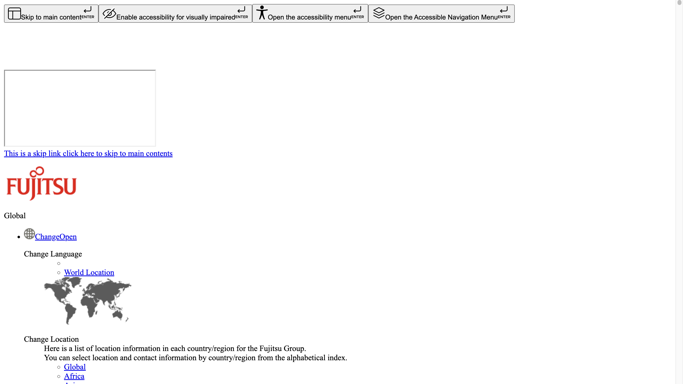 Skip to main content ENTER Enable accessibility for visually impaired ENTER Open the accessibility menu ENTER Open the Accessible Navigation Menu ENTER
This is a skip link click here to skip to main contents
FUJITSU
Global
ChangeOpen
Change Language
World Location
Change Location
Here is a list of location information in each country/region for the Fujitsu Group.
You can select location and contact information by country/region from the alphabetical index.
Global
Africa